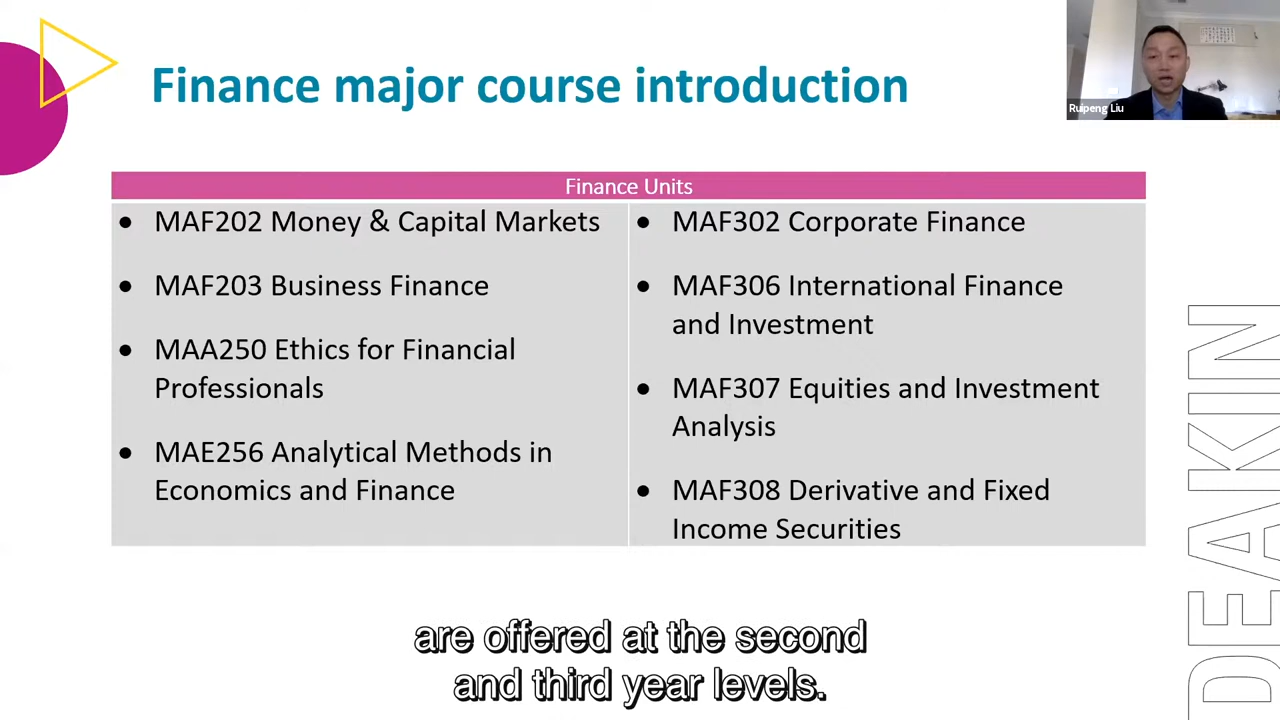 Finance major course introduction
Ruipeng Liu
Finance Units
• MAF202 Money & Capital Markets
• MAF203 Business Finance
• MAA250 Ethics for Financial
Professionals
• MAE256 Analytical Methods in
Economics and Finance
• MAF302 Corporate Finance
• MAF306 International Finance
and Investment
• MAF307 Equities and Investment
Analysis
• MAF308 Derivative and Fixed
Income Securities
DEAKIN
are offered at the second
and third year levels.